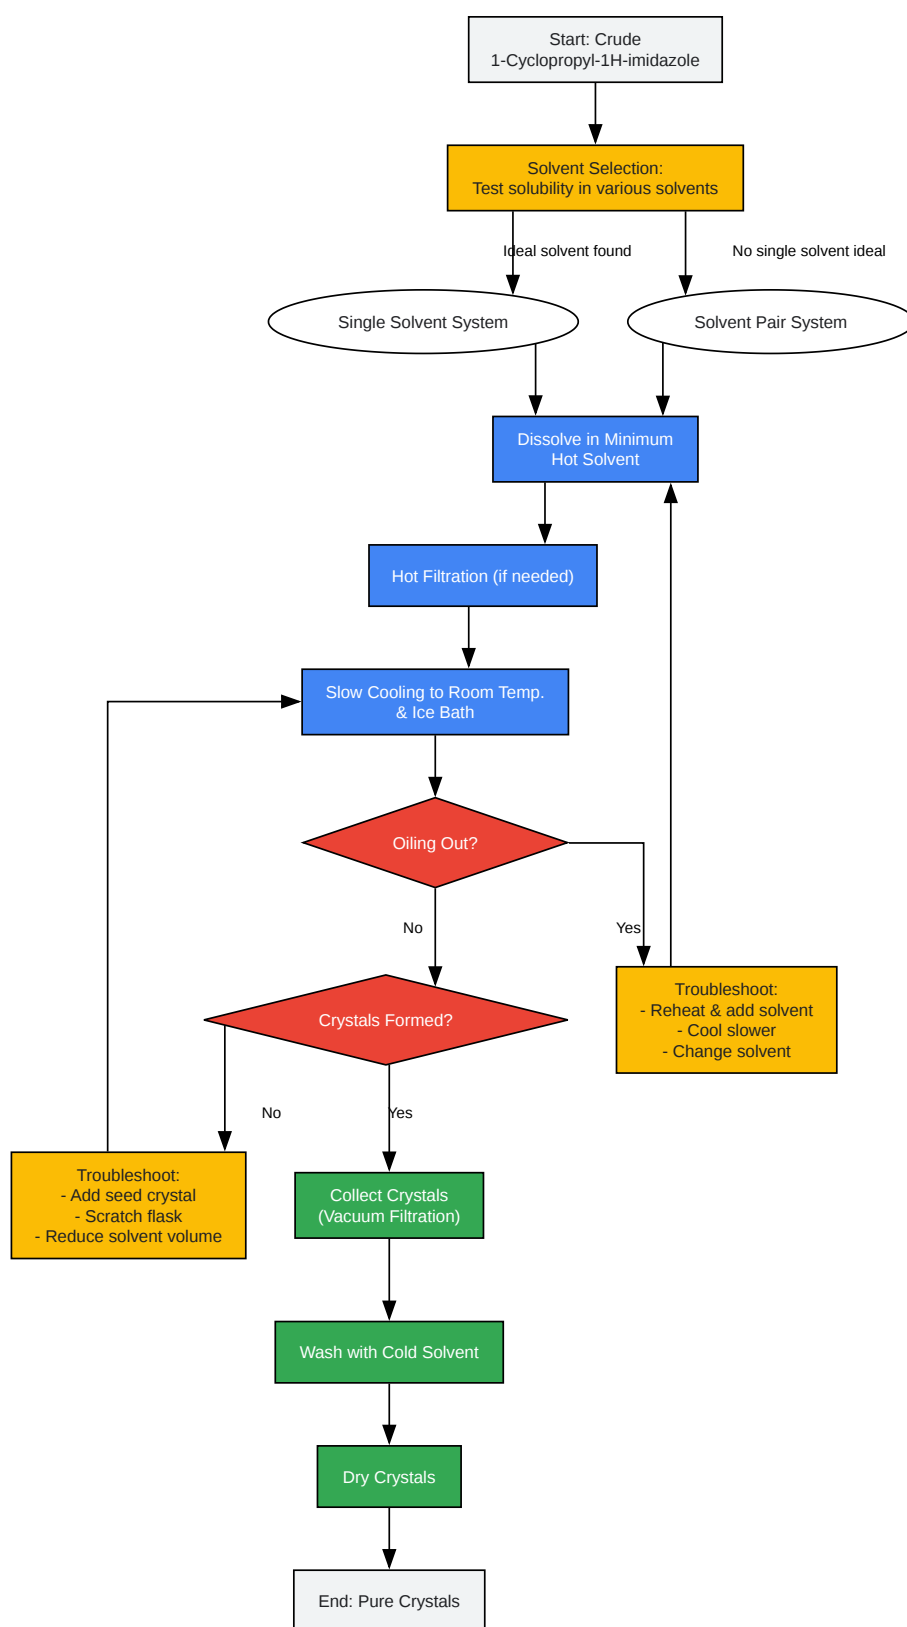 Start: Crude
1-Cyclopropyl-1H-imidazole
Solvent Selection:
Test solubility in various solvents
Ideal solvent found
No single solvent ideal
Single Solvent System
Solvent Pair System
Dissolve in Minimum
Hot Solvent
Hot Filtration (if needed)
Slow Cooling to Room Temp.
& Ice Bath
Oiling Out?
No
Yes
Troubleshoot:
- Reheat & add solvent
- Cool slower
- Change solvent
Crystals Formed?
No
Yes
Troubleshoot:
- Add seed crystal
- Scratch flask
- Reduce solvent volume
Collect Crystals
(Vacuum Filtration)
Wash with Cold Solvent
Dry Crystals
End: Pure Crystals